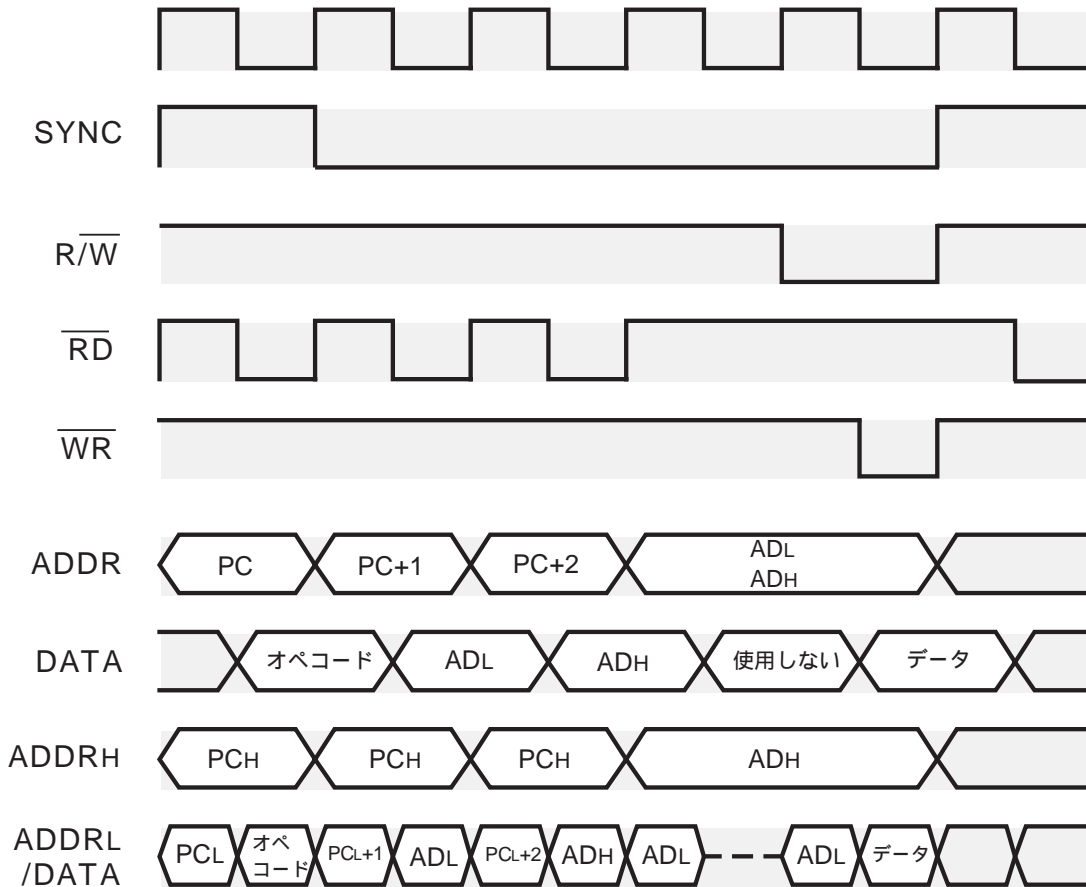 SYNC
R/W
RD
WR
ADDR
PC PC+1 PC+2 ADL
ADH
DATA
オペコード ADL ADH 使用しない データ
ADDRH
PCH PCH PCH ADH
ADDRL
/DATA
PCL オペ
コード PCL+1 ADL PCL+2 ADH ADL ADL データ